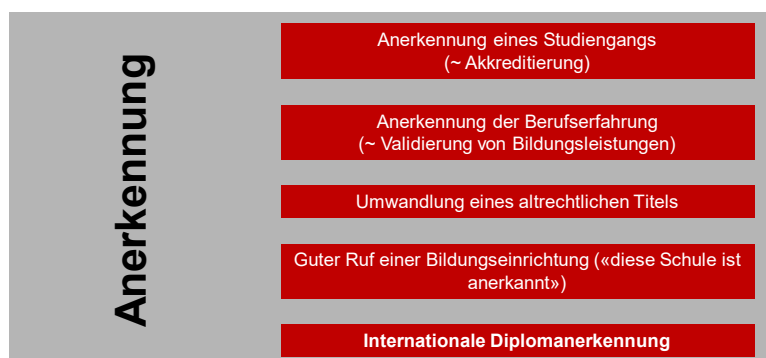 Anerkennung
Anerkennung eines Studiengangs
(~ Akkreditierung)
Anerkennung der Berufserfahrung
(~ Validierung von Bildungsleistungen)
Umwandlung eines altrechtlichen Titels
Guter Ruf einer Bildungseinrichtung («diese Schule ist
anerkannt»)
Internationale Diplomanerkennung